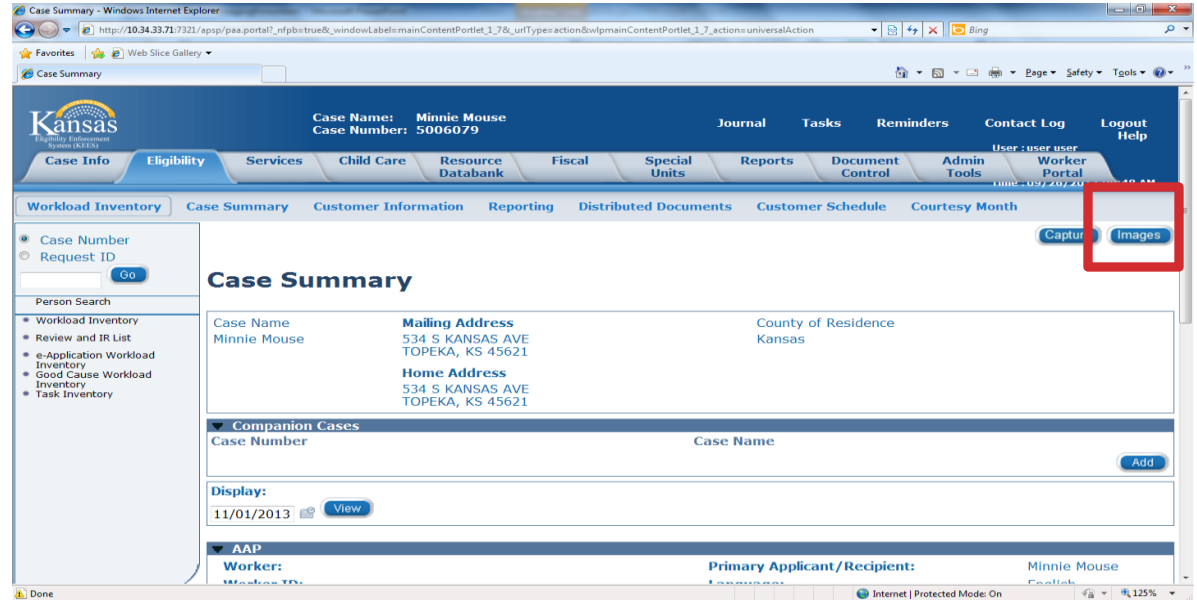 Case Summary - Windows Internet Explorer
http://10.34.33.71:7321/apsp/paa.portal?_nfpb=true&_windowLabel=mainContentPortlet_1_7&_urlType=action&wlpmainContentPortlet_1_7_action=universalAction
Bing
Favorites Web Slice Gallery
Case Summary
Page Safety Tools
Kansas
Eligibility Enforcement
System (KEES)
Case Name: Minnie Mouse
Case Number: 5006079
Journal Tasks Reminders Contact Log Logout
Help
User : user user
Case Info Eligibility Services Child Care Resource Databank Fiscal Special Units Reports Document Control Admin Tools Worker Portal
Workload Inventory Case Summary Customer Information Reporting Distributed Documents Customer Schedule Courtesy Month
Case Number
Request ID
Go
Person Search
Workload Inventory
Review and IR List
e-Application Workload
Inventory
Good Cause Workload
Inventory
Task Inventory
Images
Case Summary
Case Name Mailing Address County of Residence
Minnie Mouse 534 S KANSAS AVE Kansas
TOPEKA, KS 45621
Home Address
534 S KANSAS AVE
TOPEKA, KS 45621
Companion Cases
Case Number Case Name
Add
Display:
11/01/2013 View
AAP
Worker: Primary Applicant/Recipient: Minnie Mouse
Done Internet | Protected Mode: On 125%